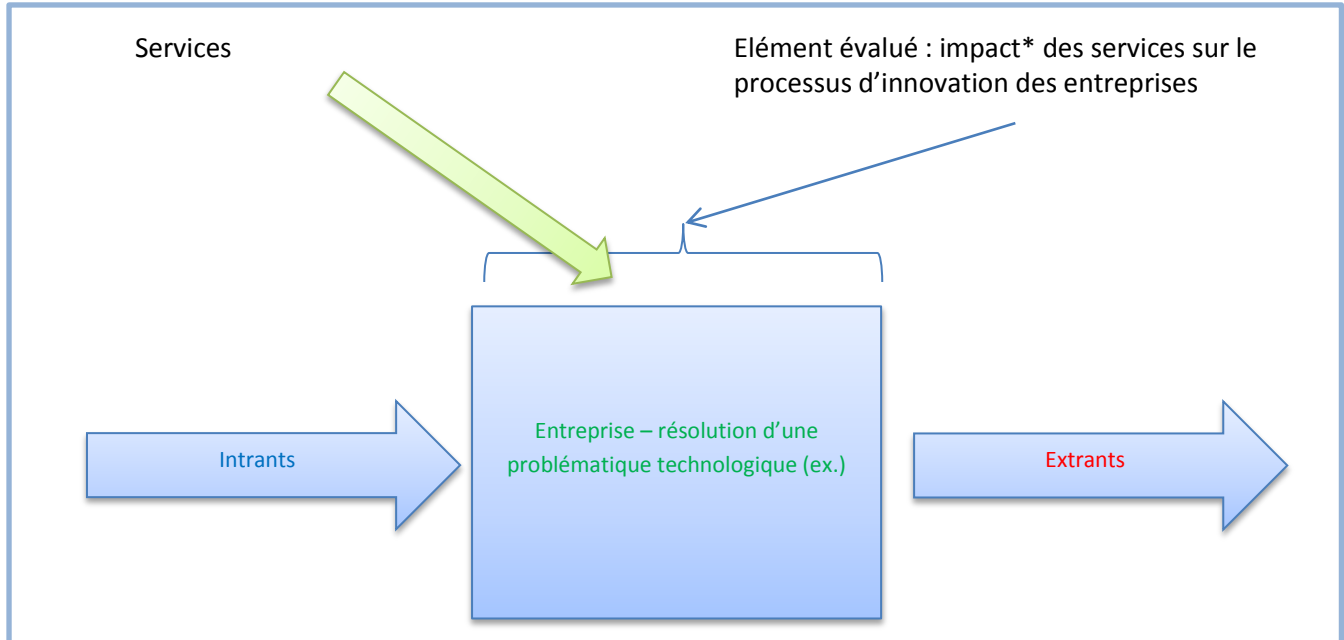 Services
Elément évalué : impact* des services sur le
processus d’innovation des entreprises
Entreprise – résolution d’une
problématique technologique (ex.)
Intrants
Extrants